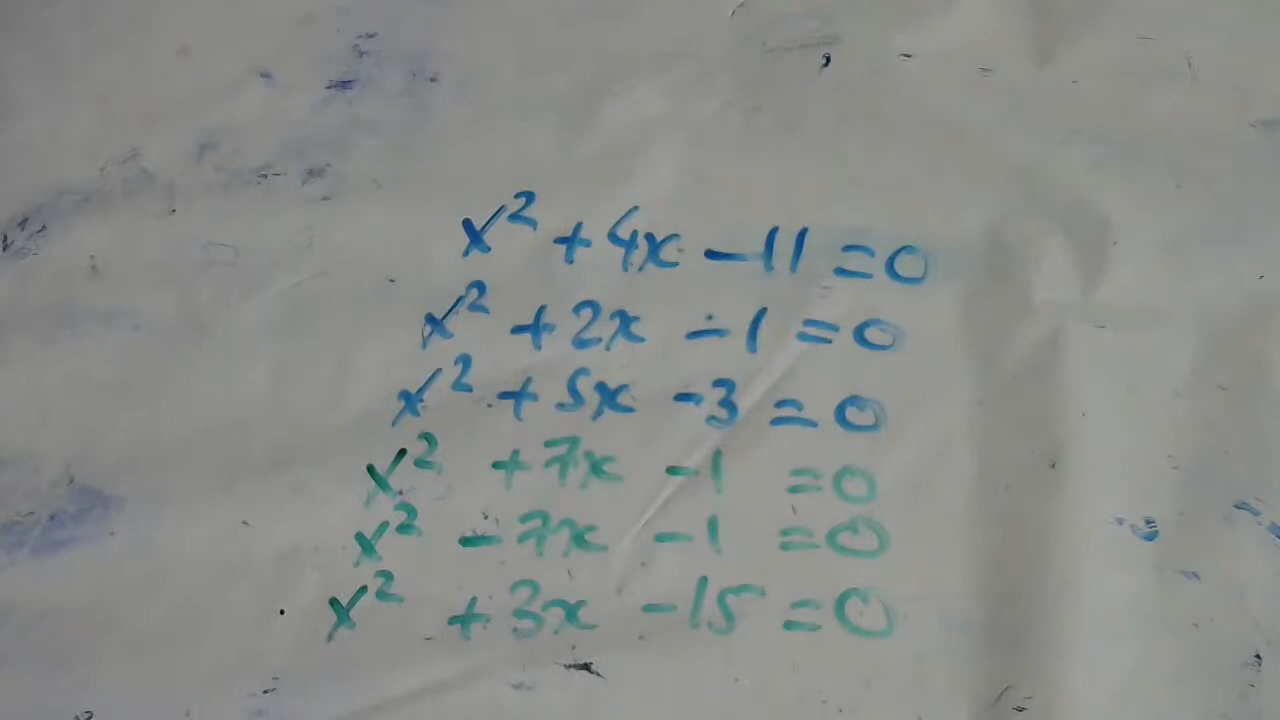 x² + 4x - 11 = 0
x² + 2x - 1 = 0
x² + 5x - 3 = 0
x² + 7x - 1 = 0
x² - 7x - 1 = 0
x² + 3x - 15 = 0